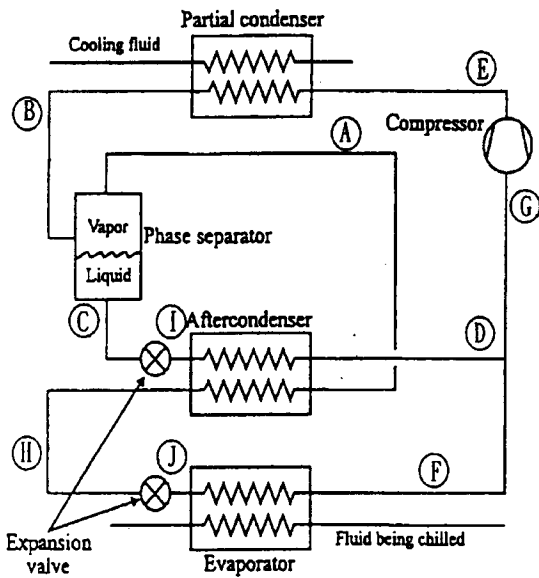 Partial condenser
Cooling fluid
E
B
Compressor
A
G
Vapor
Phase separator
Liquid
C
I
Aftercondenser
D
H
J
F
Expansion
valve
Fluid being chilled
Evaporator